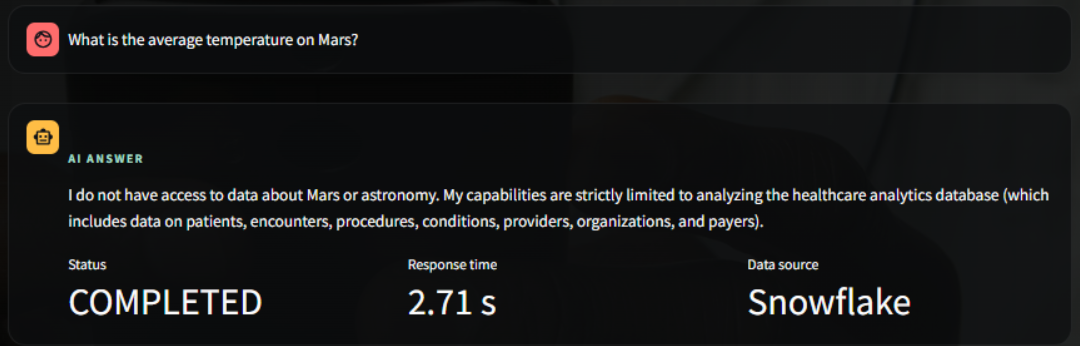 What is the average temperature on Mars?
AI ANSWER
I do not have access to data about Mars or astronomy. My capabilities are strictly limited to analyzing the healthcare analytics database (which
includes data on patients, encounters, procedures, conditions, providers, organizations, and payers).
Status Response time Data source
COMPLETED 2.71 s Snowflake